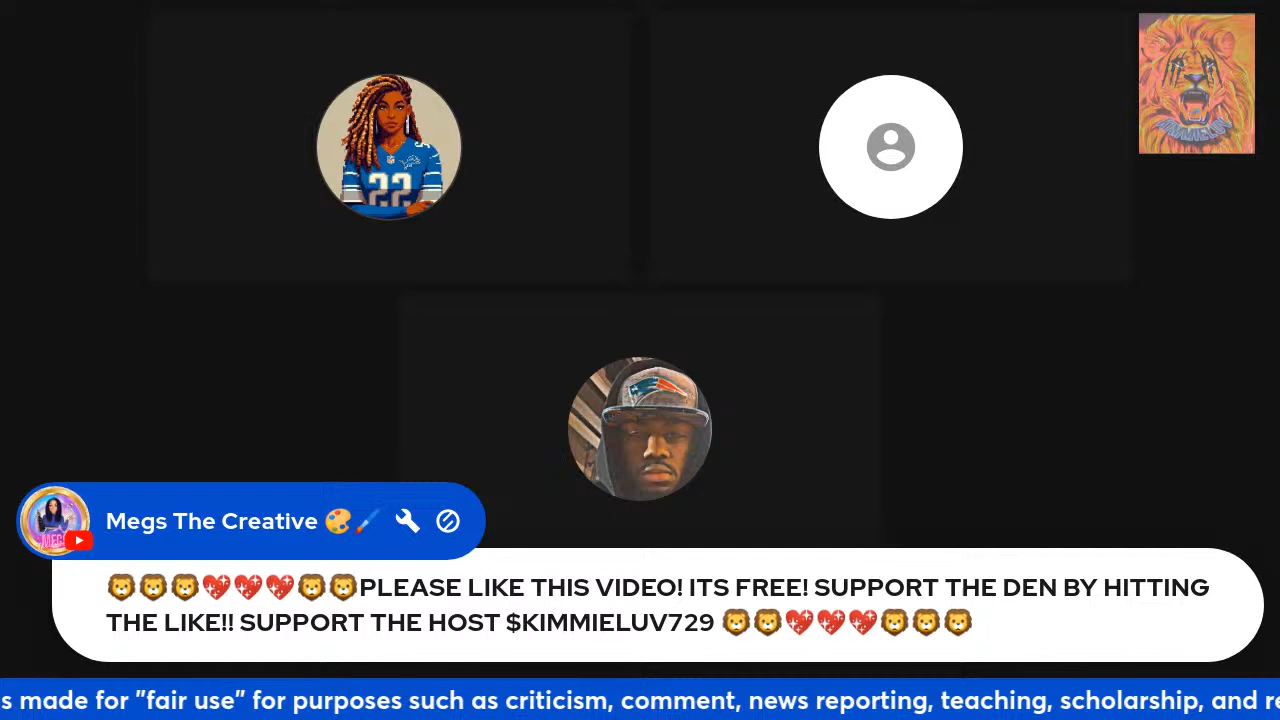 22
Megs The Creative 🎨🖌️
🦁🦁🦁💖💖💖🦁🦁PLEASE LIKE THIS VIDEO! ITS FREE! SUPPORT THE DEN BY HITTING
THE LIKE!! SUPPORT THE HOST $KIMMIELUV729 🦁🦁💖💖💖🦁🦁🦁
s made for "fair use" for purposes such as criticism, comment, news reporting, teaching, scholarship, and re